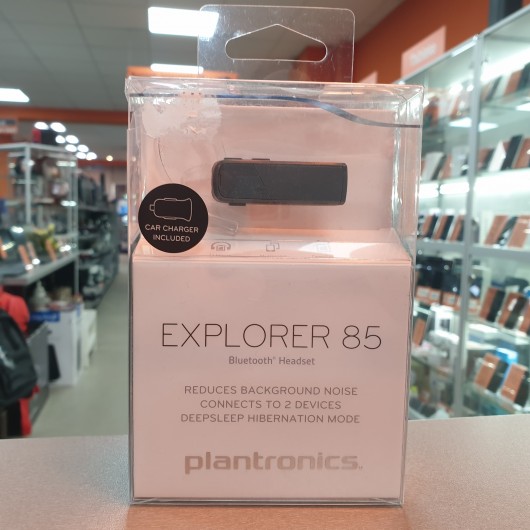 CAR CHARGER
INCLUDED
EXPLORER 85
Bluetooth® Headset
REDUCES BACKGROUND NOISE
CONNECTS TO 2 DEVICES
DEEPSLEEP HIBERNATION MODE
plantronics.